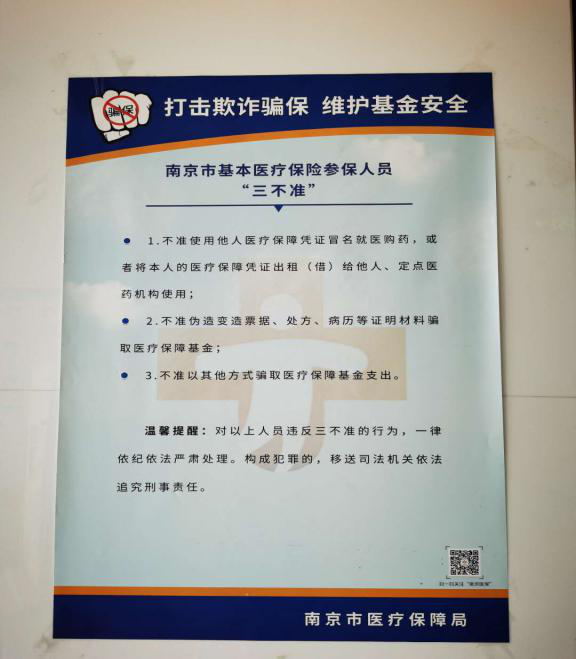 骗保
打击欺诈骗保 维护基金安全
南京市基本医疗保险参保人员
“三不准”
1.不准使用他人医疗保障凭证冒名就医购药，或
者将本人的医疗保障凭证出租（借）给他人、定点医
药机构使用；
2.不准伪造变造票据、处方、病历等证明材料骗
取医疗保障基金；
3.不准以其他方式骗取医疗保障基金支出。
温馨提醒：对以上人员违反三不准的行为，一律
依纪依法严肃处理。构成犯罪的，移送司法机关依法
追究刑事责任。
扫一扫关注“南京医保”
南京市医疗保障局